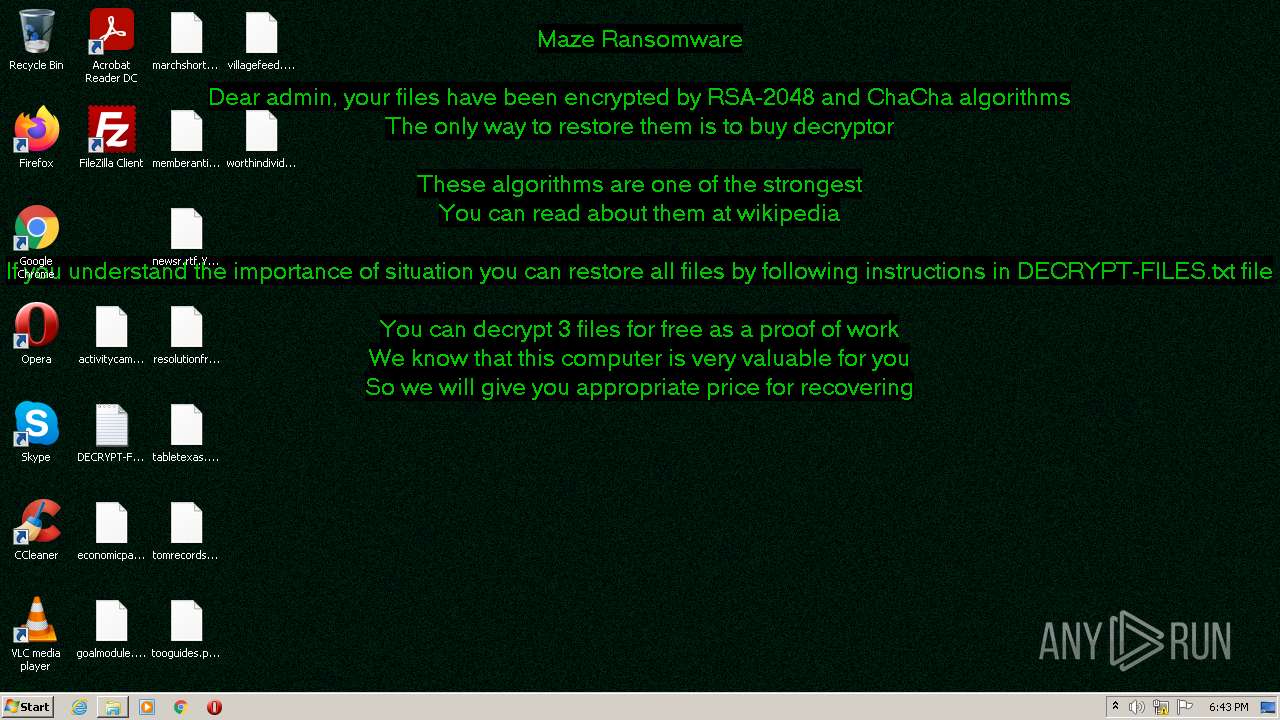 Maze Ransomware
Dear admin, your files have been encrypted by RSA-2048 and ChaCha algorithms
The only way to restore them is to buy decryptor
These algorithms are one of the strongest
You can read about them at wikipedia
If you understand the importance of situation you can restore all files by following instructions in DECRYPT-FILES.txt file
You can decrypt 3 files for free as a proof of work
We know that this computer is very valuable for you
So we will give you appropriate price for recovering
Recycle Bin
Acrobat
Reader DC
marchshort...
villagefeed....
Firefox
FileZilla Client
memberanti...
worthindivid...
Google
Chrome
newsr.rtf.Y...
Opera
activitycam...
resolutionfr...
Skype
DECRYPT-F...
tabletexas....
CCleaner
economicpa...
tomrecords...
VLC media
player
goalmodule....
tooguides.p...
ANY RUN
Start
6:43 PM